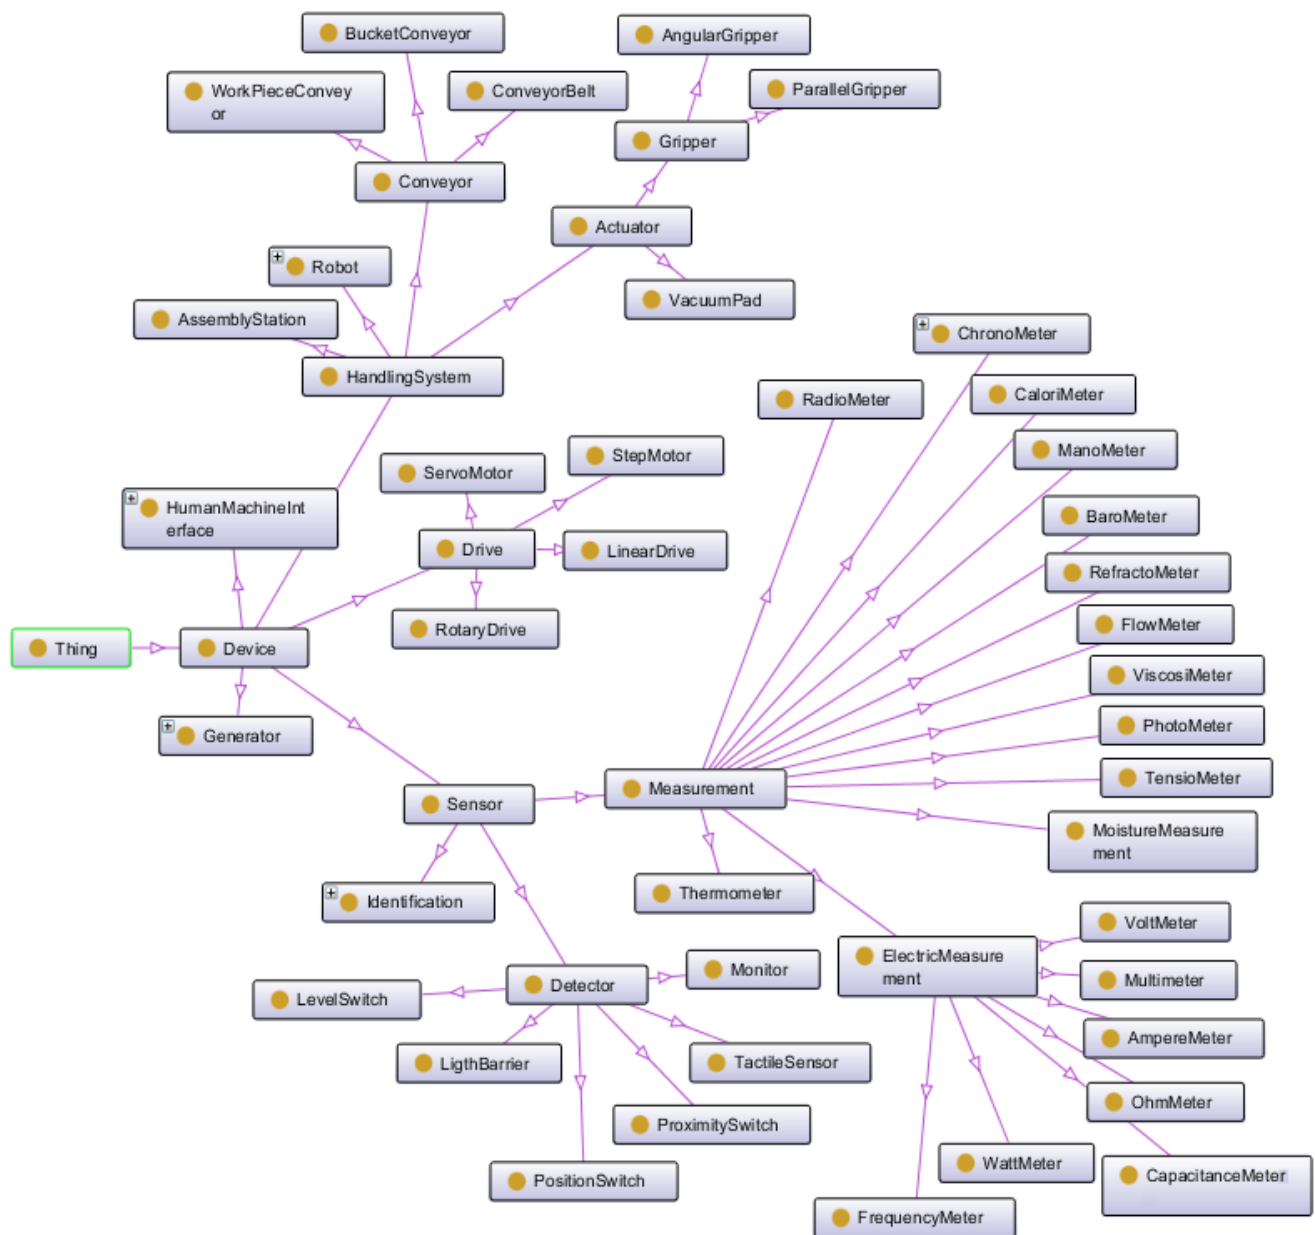 BucketConveyor
AngularGripper
WorkPieceConvey
or
ConveyorBelt
ParallelGripper
Gripper
Conveyor
Actuator
Robot
VacuumPad
AssemblyStation
ChronoMeter
HandlingSystem
RadioMeter
CaloriMeter
ManoMeter
ServoMotor
StepMotor
HumanMachineInt
erface
BaroMeter
Drive
LinearDrive
RefractoMeter
RotaryDrive
FlowMeter
Thing
Device
ViscosiMeter
Generator
PhotoMeter
TensioMeter
Sensor
Measurement
MoistureMeasure
ment
Identification
Thermometer
VoltMeter
ElectricMeasure
ment
Monitor
Multimeter
Detector
LevelSwitch
AmpereMeter
LigthBarrier
TactileSensor
OhmMeter
ProximitySwitch
WattMeter
CapacitanceMeter
PositionSwitch
FrequencyMeter